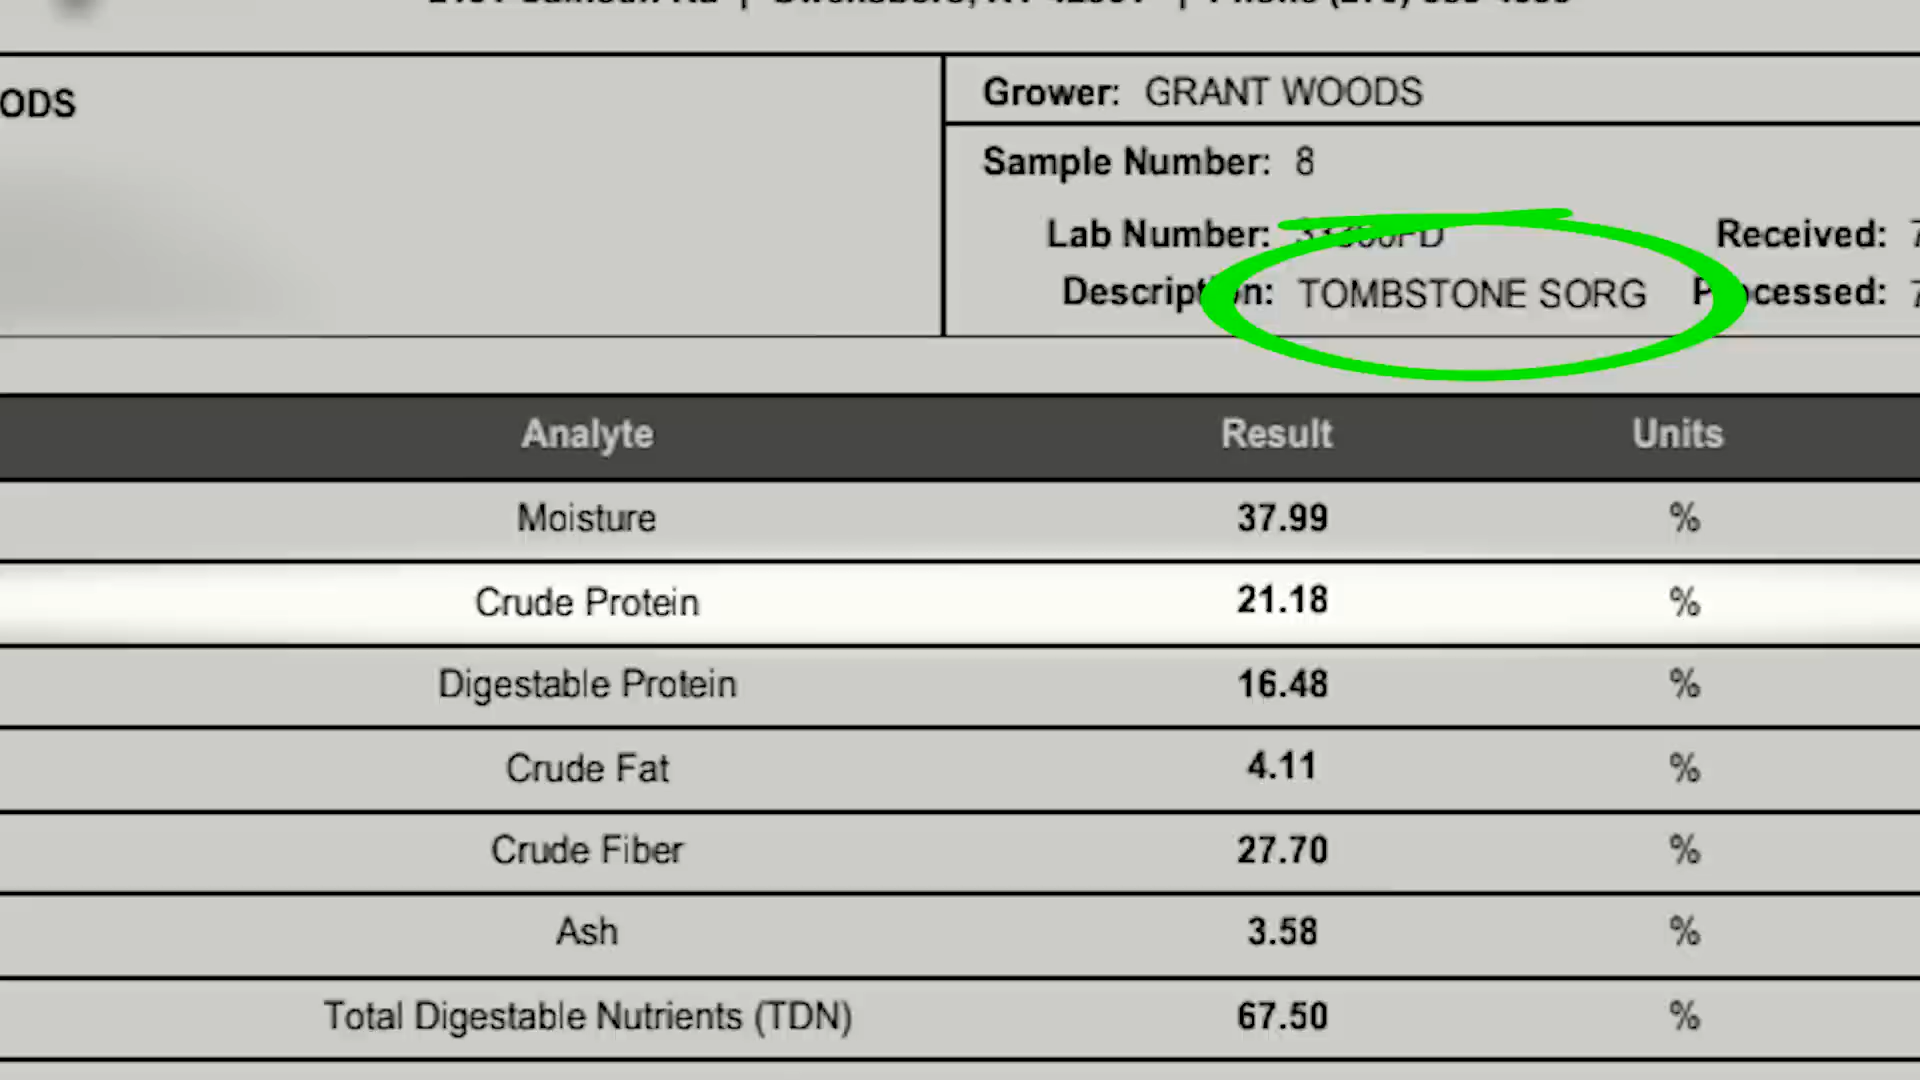 ODS
Grower: GRANT WOODS
Sample Number: 8
Lab Number: Received: 7
Description: TOMBSTONE SORG Processed: 7
Analyte Result Units
Moisture 37.99 %
Crude Protein 21.18 %
Digestable Protein 16.48 %
Crude Fat 4.11 %
Crude Fiber 27.70 %
Ash 3.58 %
Total Digestable Nutrients (TDN) 67.50 %